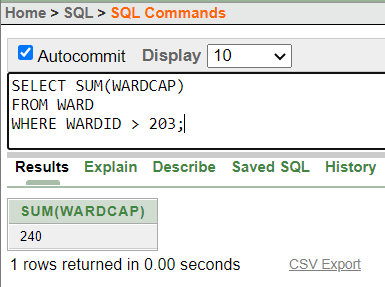 Home > SQL > SQL Commands
Autocommit Display 10
SELECT SUM(WARDCAP)
FROM WARD
WHERE WARDID > 203;
Results Explain Describe Saved SQL History
SUM(WARDCAP)
240
1 rows returned in 0.00 seconds CSV Export